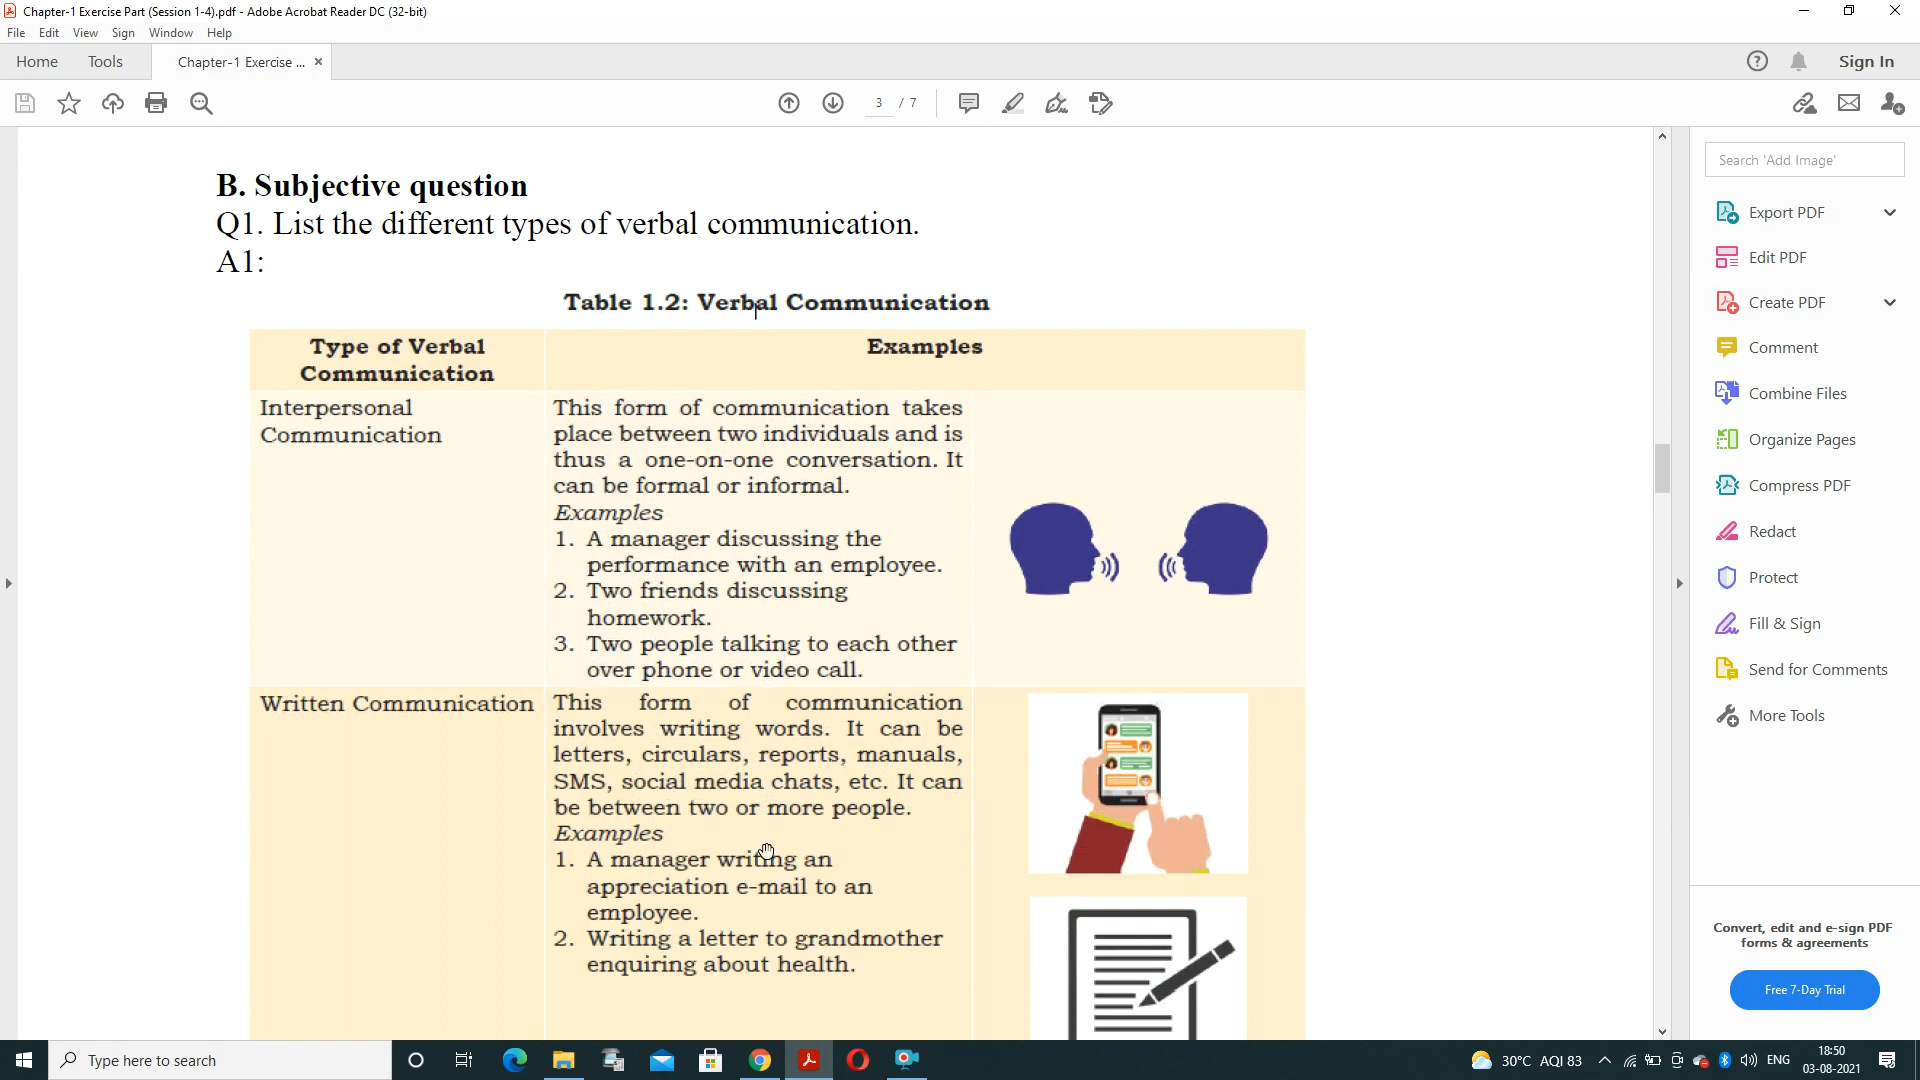 Chapter-1 Exercise Part (Session 1-4).pdf - Adobe Acrobat Reader DC (32-bit)
File Edit View Sign Window Help
Home Tools Chapter-1 Exercise ... × Sign In
3 / 7
Search 'Add Image'
Export PDF
Edit PDF
Create PDF
Comment
Combine Files
Organize Pages
Compress PDF
Redact
Protect
Fill & Sign
Send for Comments
More Tools
Convert, edit and e-sign PDF
forms & agreements
Free 7-Day Trial
B. Subjective question
Q1. List the different types of verbal communication.
A1:
Table 1.2: Verbal Communication
Type of Verbal
Communication
Examples
Interpersonal
Communication
This form of communication takes
place between two individuals and is
thus a one-on-one conversation. It
can be formal or informal.
Examples
1. A manager discussing the
performance with an employee.
2. Two friends discussing
homework.
3. Two people talking to each other
over phone or video call.
Written Communication
This form of communication
involves writing words. It can be
letters, circulars, reports, manuals,
SMS, social media chats, etc. It can
be between two or more people.
Examples
1. A manager writing an
appreciation e-mail to an
employee.
2. Writing a letter to grandmother
enquiring about health.
Type here to search
30°C AQI 83
ENG
18:50
03-08-2021